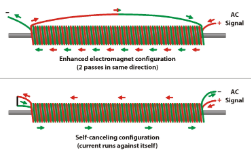 −
AC
+ Signal
Enhanced electromagnet configuration
(2 passes in same direction)
− AC
+ Signal
Self-canceling configuration
(current runs against itself)